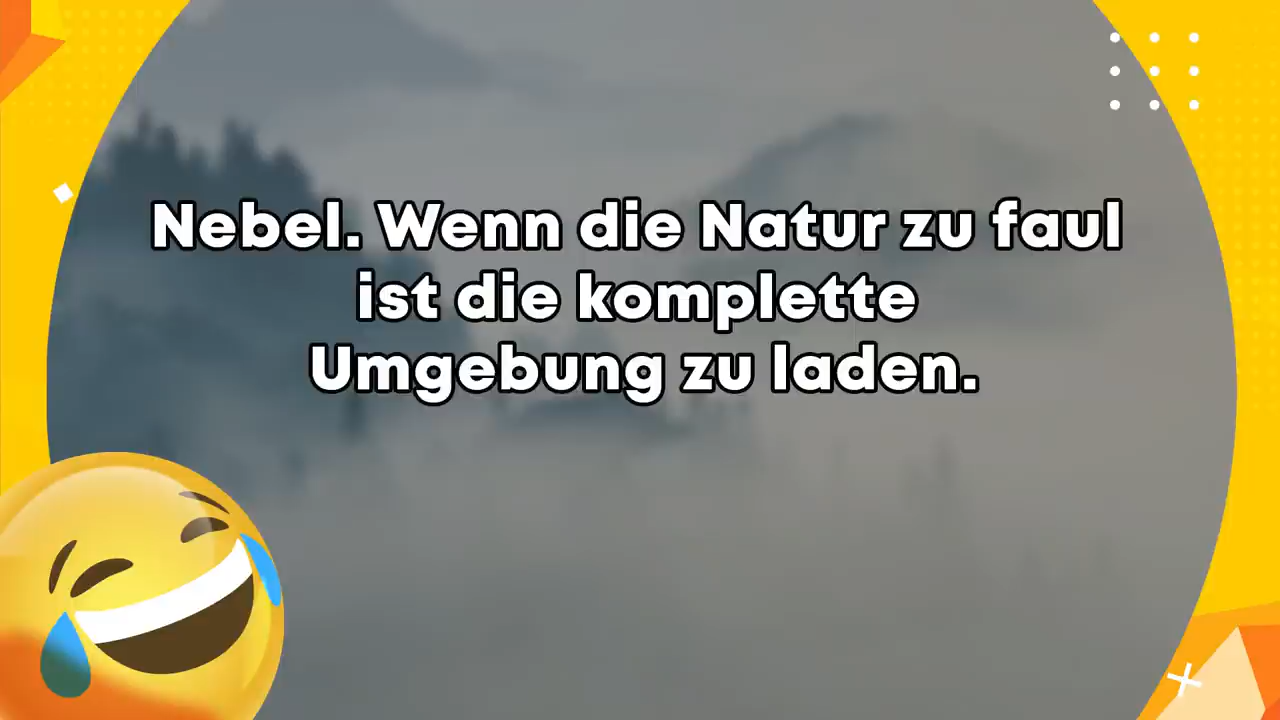 Nebel. Wenn die Natur zu faul
ist die komplette
Umgebung zu laden.